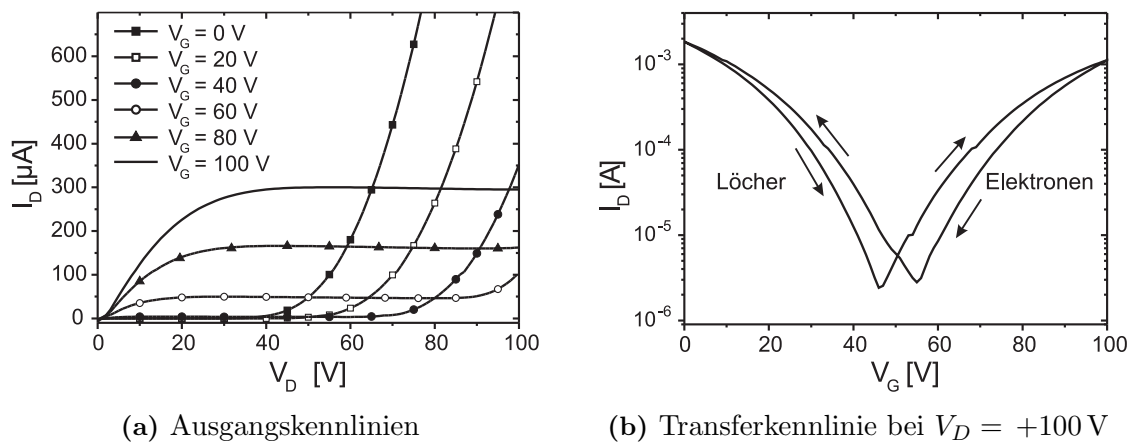 I_D [µA]
600
500
400
300
200
100
0
V_G = 0 V
V_G = 20 V
V_G = 40 V
V_G = 60 V
V_G = 80 V
V_G = 100 V
0 20 40 60 80 100
V_D [V]
(a) Ausgangskennlinien
I_D [A]
10^-3
10^-4
10^-5
10^-6
Löcher
Elektronen
0 20 40 60 80 100
V_G [V]
(b) Transferkennlinie bei V_D = +100 V